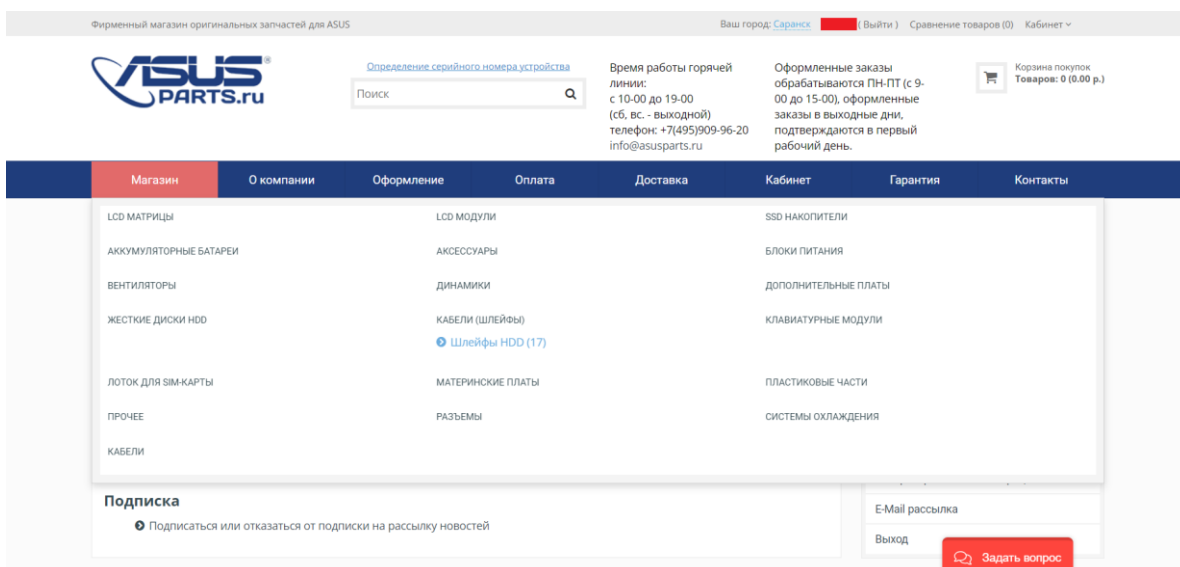 Фирменный магазин оригинальных запчастей для ASUS
Ваш город: Саранск ( Выйти ) Сравнение товаров (0) Кабинет
ASUS®
PARTS.ru
Определение серийного номера устройства
Поиск
Время работы горячей
линии:
с 10-00 до 19-00
(сб, вс. - выходной)
телефон: +7(495)909-96-20
info@asusparts.ru
Оформленные заказы
обрабатываются ПН-ПТ (с 9-
00 до 15-00), оформленные
заказы в выходные дни,
подтверждаются в первый
рабочий день.
Корзина покупок
Товаров: 0 (0.00 р.)
Магазин О компании Оформление Оплата Доставка Кабинет Гарантия Контакты
LCD МАТРИЦЫ LCD МОДУЛИ SSD НАКОПИТЕЛИ
АККУМУЛЯТОРНЫЕ БАТАРЕИ АКСЕССУАРЫ БЛОКИ ПИТАНИЯ
ВЕНТИЛЯТОРЫ ДИНАМИКИ ДОПОЛНИТЕЛЬНЫЕ ПЛАТЫ
ЖЕСТКИЕ ДИСКИ HDD КАБЕЛИ (ШЛЕЙФЫ) КЛАВИАТУРНЫЕ МОДУЛИ
Шлейфы HDD (17)
ЛОТОК ДЛЯ SIM-КАРТЫ МАТЕРИНСКИЕ ПЛАТЫ ПЛАСТИКОВЫЕ ЧАСТИ
ПРОЧЕЕ РАЗЪЕМЫ СИСТЕМЫ ОХЛАЖДЕНИЯ
КАБЕЛИ
Подписка
Подписаться или отказаться от подписки на рассылку новостей
E-Mail рассылка
Выход
Задать вопрос